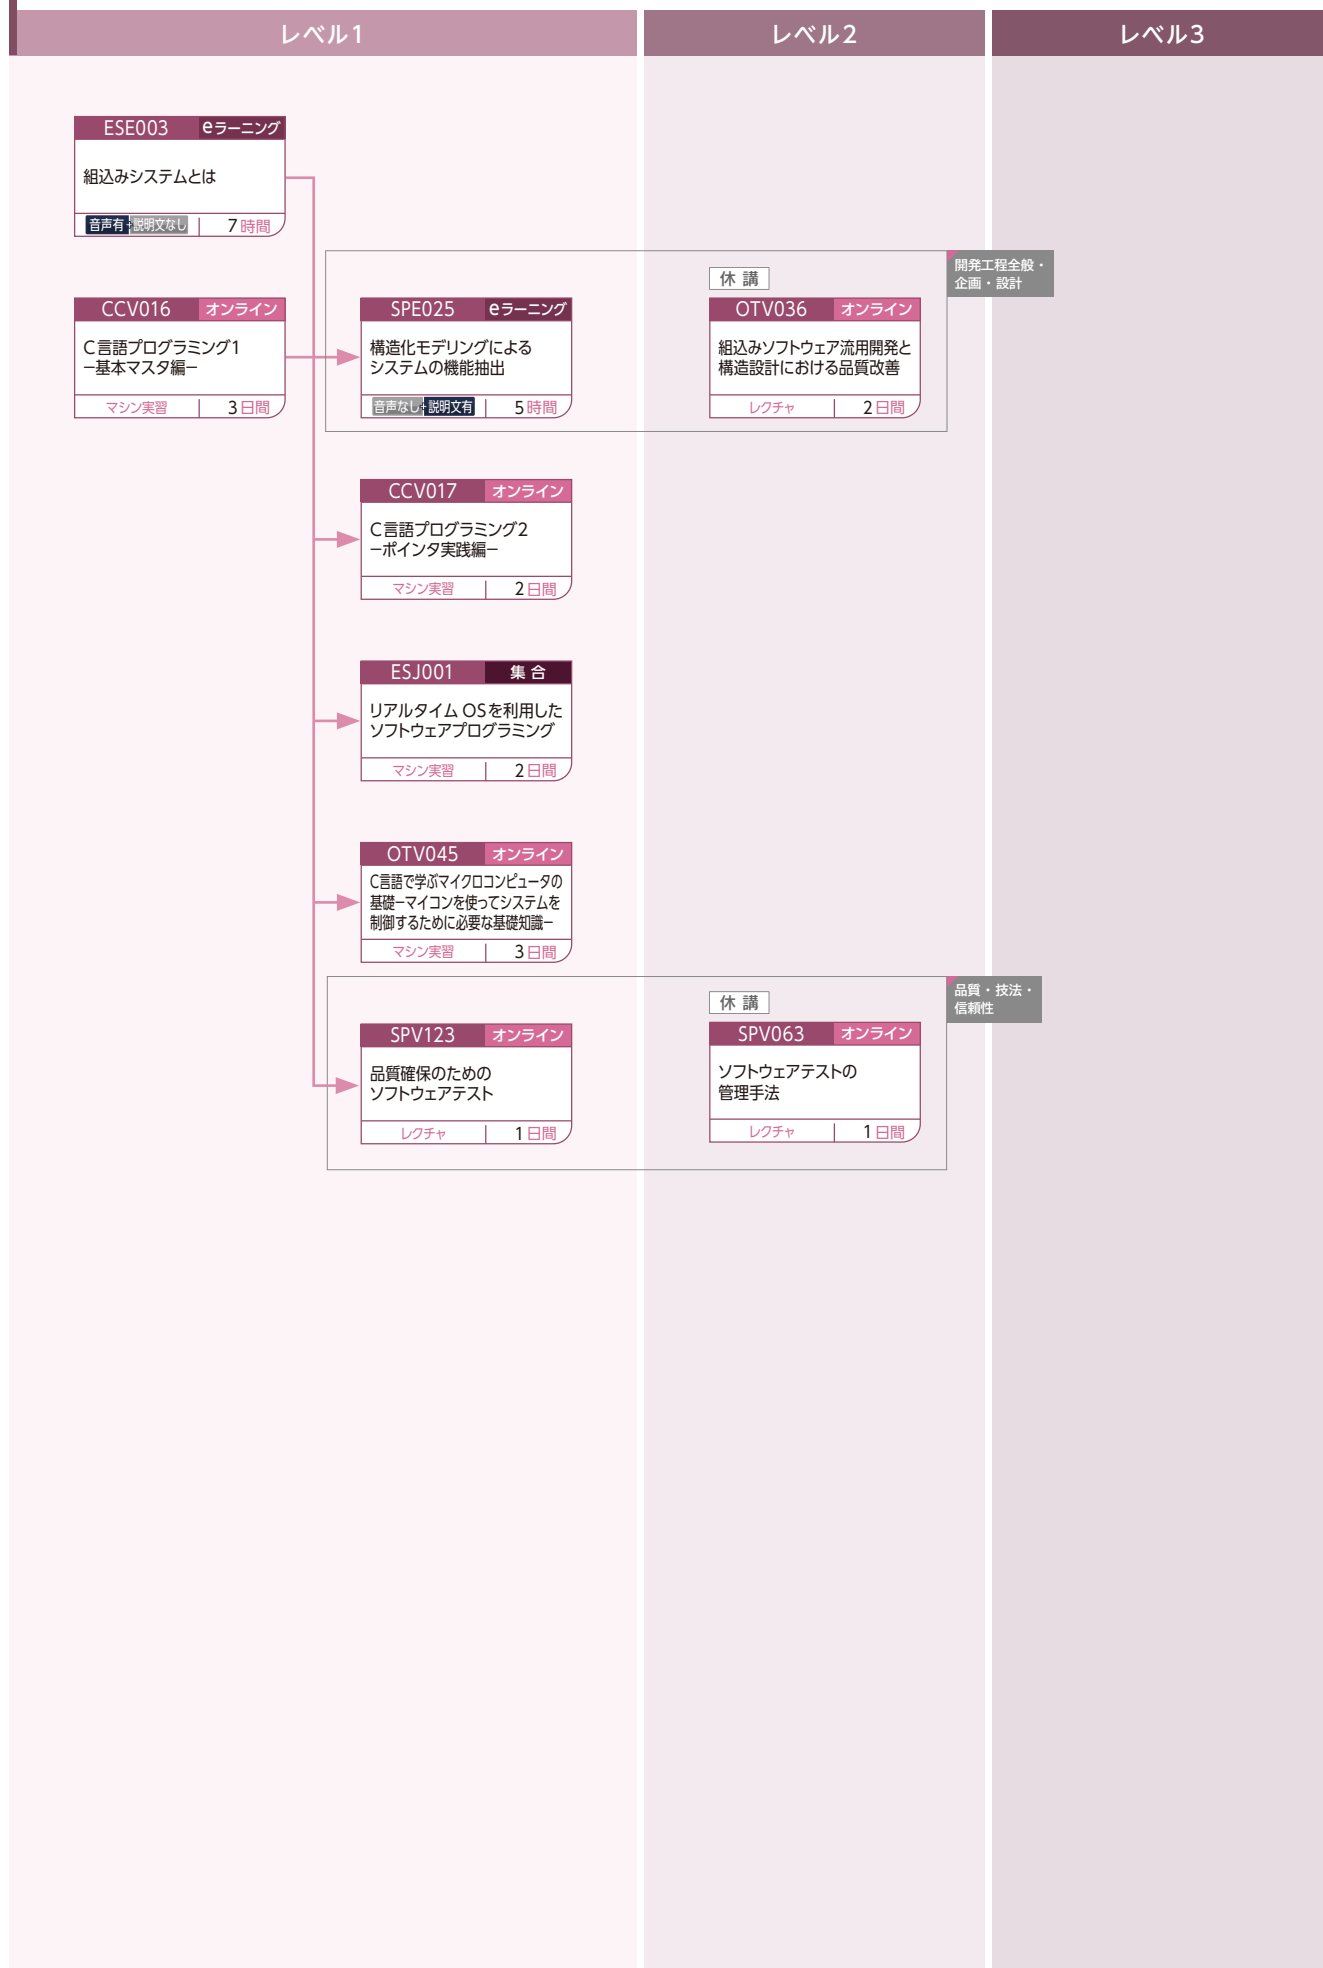 レベル1
レベル2
レベル3
ESE003 eラーニング
組込みシステムとは
音声有+説明文なし 7時間
CCV016 オンライン
C言語プログラミング1
−基本マスタ編−
マシン実習 3日間
SPE025 eラーニング
構造化モデリングによる
システムの機能抽出
音声なし+説明文有 5時間
休 講
OTV036 オンライン
組込みソフトウェア流用開発と
構造設計における品質改善
レクチャ 2日間
開発工程全般・
企画・設計
CCV017 オンライン
C言語プログラミング2
−ポインタ実践編−
マシン実習 2日間
ESJ001 集 合
リアルタイム OSを利用した
ソフトウェアプログラミング
マシン実習 2日間
OTV045 オンライン
C言語で学ぶマイクロコンピュータの
基礎−マイコンを使ってシステムを
制御するために必要な基礎知識−
マシン実習 3日間
SPV123 オンライン
品質確保のための
ソフトウェアテスト
レクチャ 1日間
休 講
SPV063 オンライン
ソフトウェアテストの
管理手法
レクチャ 1日間
品質・技法・
信頼性